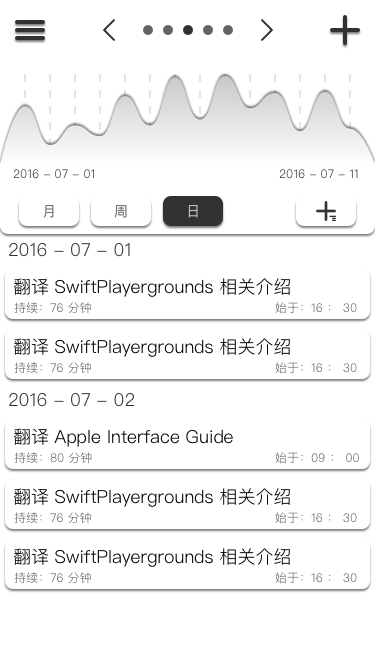 2016 – 07 – 01 2016 – 07 – 11
月 周 日
2016 – 07 – 01
翻译 SwiftPlayergrounds 相关介绍
持续：76 分钟 始于：16 ： 30
翻译 SwiftPlayergrounds 相关介绍
持续：76 分钟 始于：16 ： 30
2016 – 07 – 02
翻译 Apple Interface Guide
持续：80 分钟 始于：09 ： 00
翻译 SwiftPlayergrounds 相关介绍
持续：76 分钟 始于：16 ： 30
翻译 SwiftPlayergrounds 相关介绍
持续：76 分钟 始于：16 ： 30